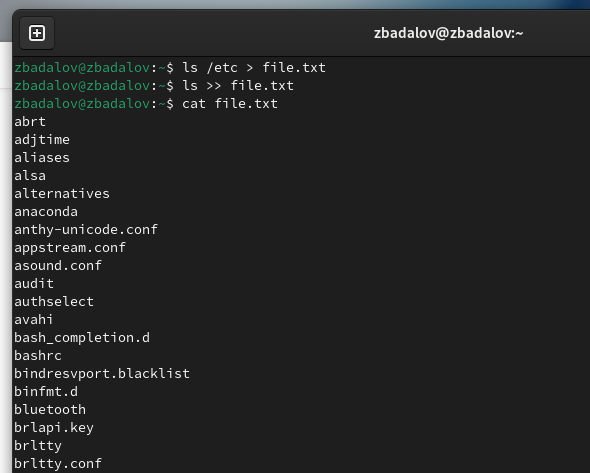 zbadalov@zbadalov:~
zbadalov@zbadalov:~$ ls /etc > file.txt
zbadalov@zbadalov:~$ ls >> file.txt
zbadalov@zbadalov:~$ cat file.txt
abrt
adjtime
aliases
alsa
alternatives
anaconda
anthy-unicode.conf
appstream.conf
asound.conf
audit
authselect
avahi
bash_completion.d
bashrc
bindresvport.blacklist
binfmt.d
bluetooth
brlapi.key
brltty
brltty.conf